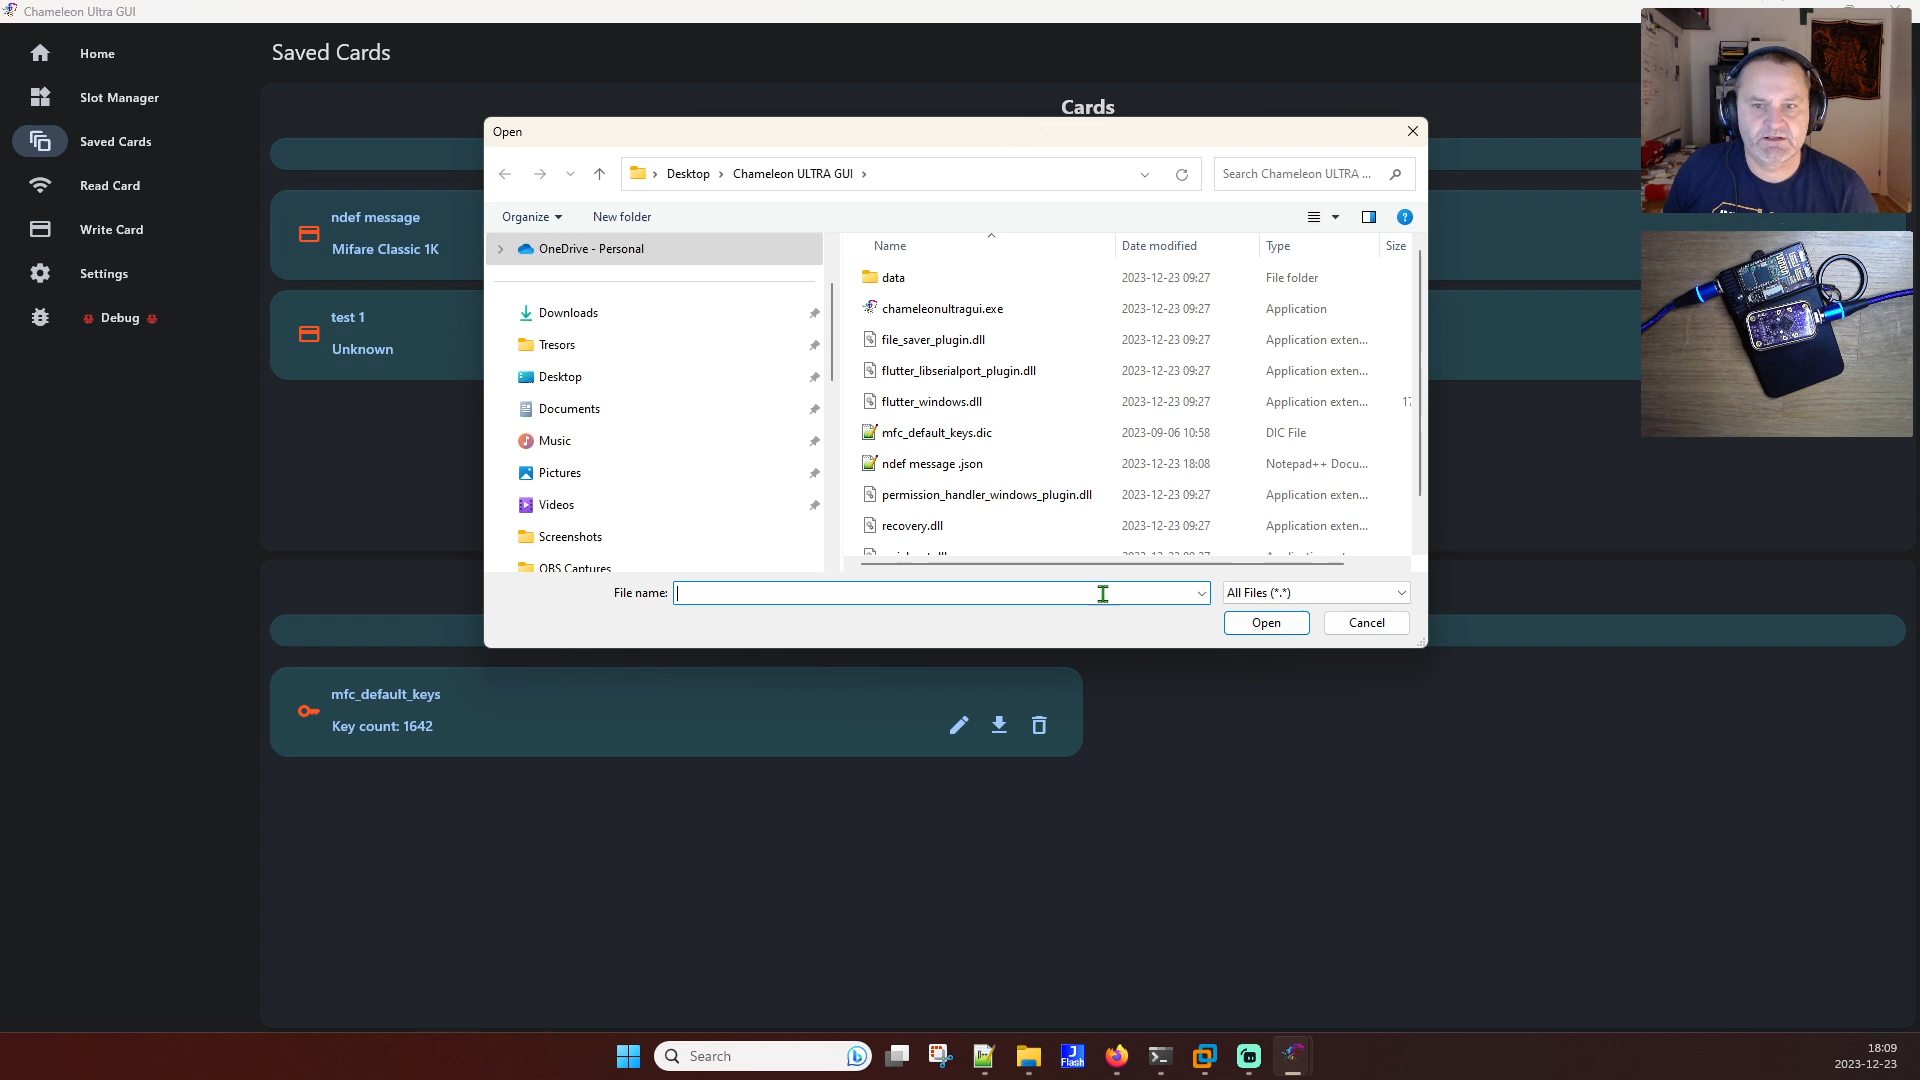 Chameleon Ultra GUI
Home
Slot Manager
Saved Cards
Read Card
Write Card
Settings
Debug
Saved Cards
Cards
ndef message
Mifare Classic 1K
test 1
Unknown
mfc_default_keys
Key count: 1642
Open
Desktop
Chameleon ULTRA GUI
Search Chameleon ULTRA ...
Organize
New folder
OneDrive - Personal
Downloads
Tresors
Desktop
Documents
Music
Pictures
Videos
Screenshots
OBS Captures
Name Date modified Type Size
data 2023-12-23 09:27 File folder
chameleonultragui.exe 2023-12-23 09:27 Application
file_saver_plugin.dll 2023-12-23 09:27 Application exten...
flutter_libserialport_plugin.dll 2023-12-23 09:27 Application exten...
flutter_windows.dll 2023-12-23 09:27 Application exten... 17
mfc_default_keys.dic 2023-09-06 10:58 DIC File
ndef message .json 2023-12-23 18:08 Notepad++ Docu...
permission_handler_windows_plugin.dll 2023-12-23 09:27 Application exten...
recovery.dll 2023-12-23 09:27 Application exten...
File name:
All Files (*.*)
Open
Cancel
Search
J
Flash
18:09
2023-12-23